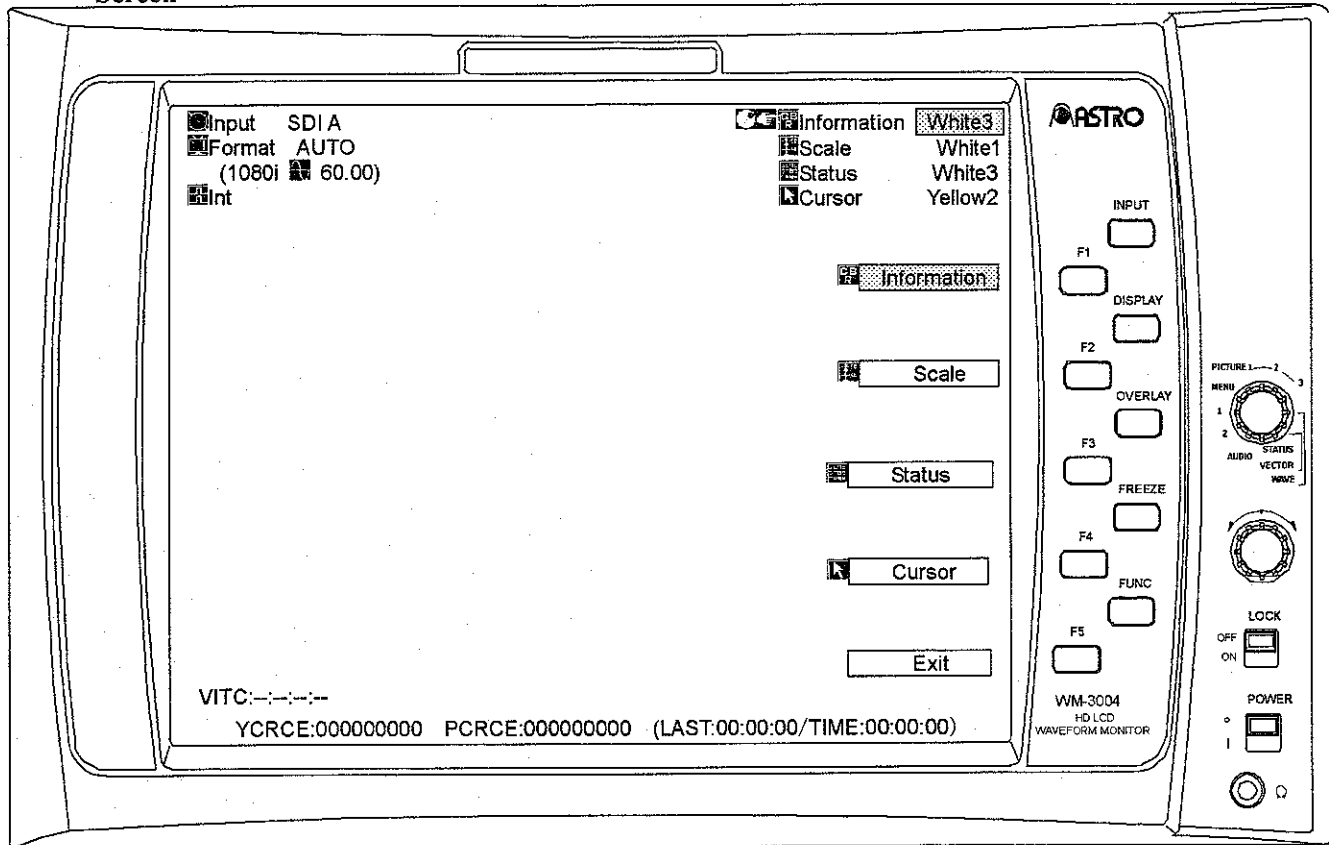 Screen
ASTRO
Input SDI A
Format AUTO
(1080i 60.00)
Int
Information White3
Scale White1
Status White3
Cursor Yellow2
Information
Scale
Status
Cursor
Exit
VITC:--:--:--:--
YCRCE:000000000 PCRCE:000000000 (LAST:00:00:00/TIME:00:00:00)
INPUT
F1
DISPLAY
F2
OVERLAY
F3
FREEZE
F4
FUNC
F5
WM-3004
HD LCD
WAVEFORM MONITOR
PICTURE 1 2 3
MENU
1
2
AUDIO
STATUS
VECTOR
WAVE
LOCK
OFF
ON
POWER